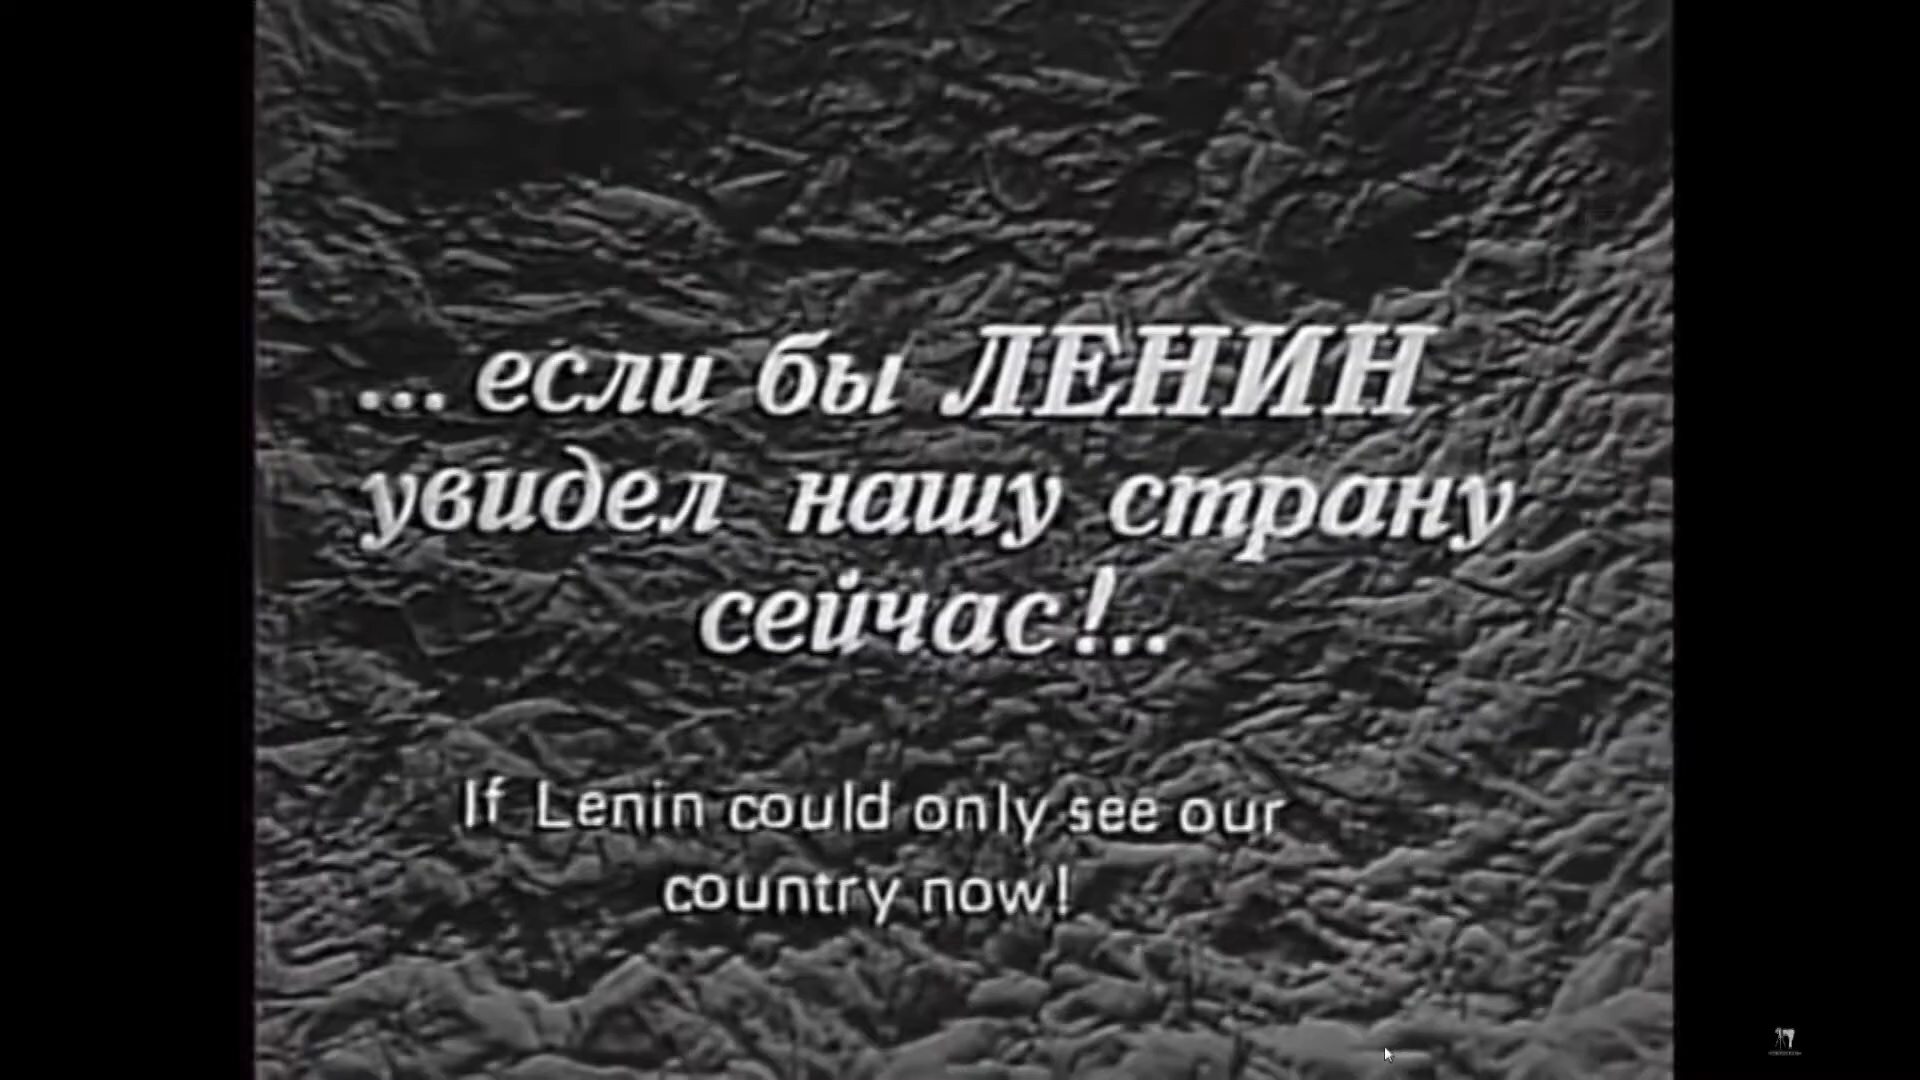 ... если бы ЛЕНИН
увидел нашу страну
сейчас!..
If Lenin could only see our
country now!